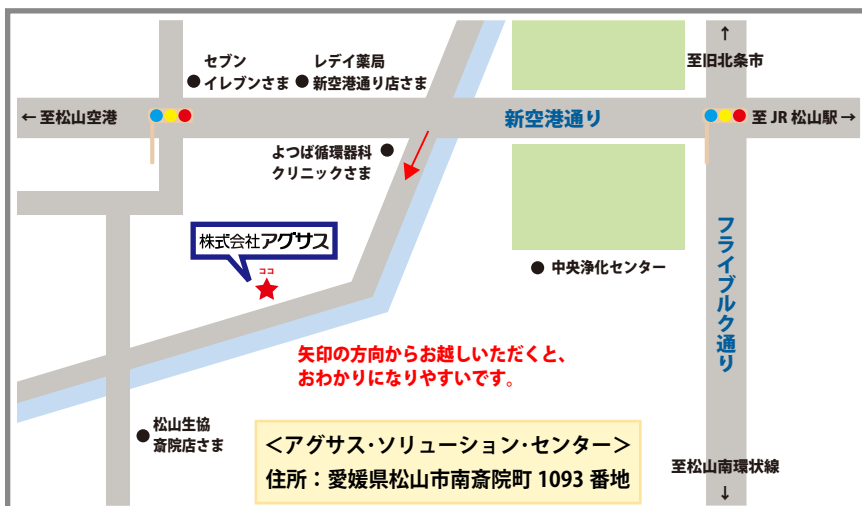 セブン
イレブンさま
レデイ薬局
新空港通り店さま
↑
至旧北条市
← 至松山空港
新空港通り
至 JR 松山駅 →
よつば循環器科
クリニックさま
株式会社アグサス
ココ
中央浄化センター
フライブルク通り
矢印の方向からお越しいただくと、
おわかりになりやすいです。
松山生協
斎院店さま
＜アグサス・ソリューション・センター＞
住所：愛媛県松山市南斎院町 1093 番地
至松山南環状線
↓